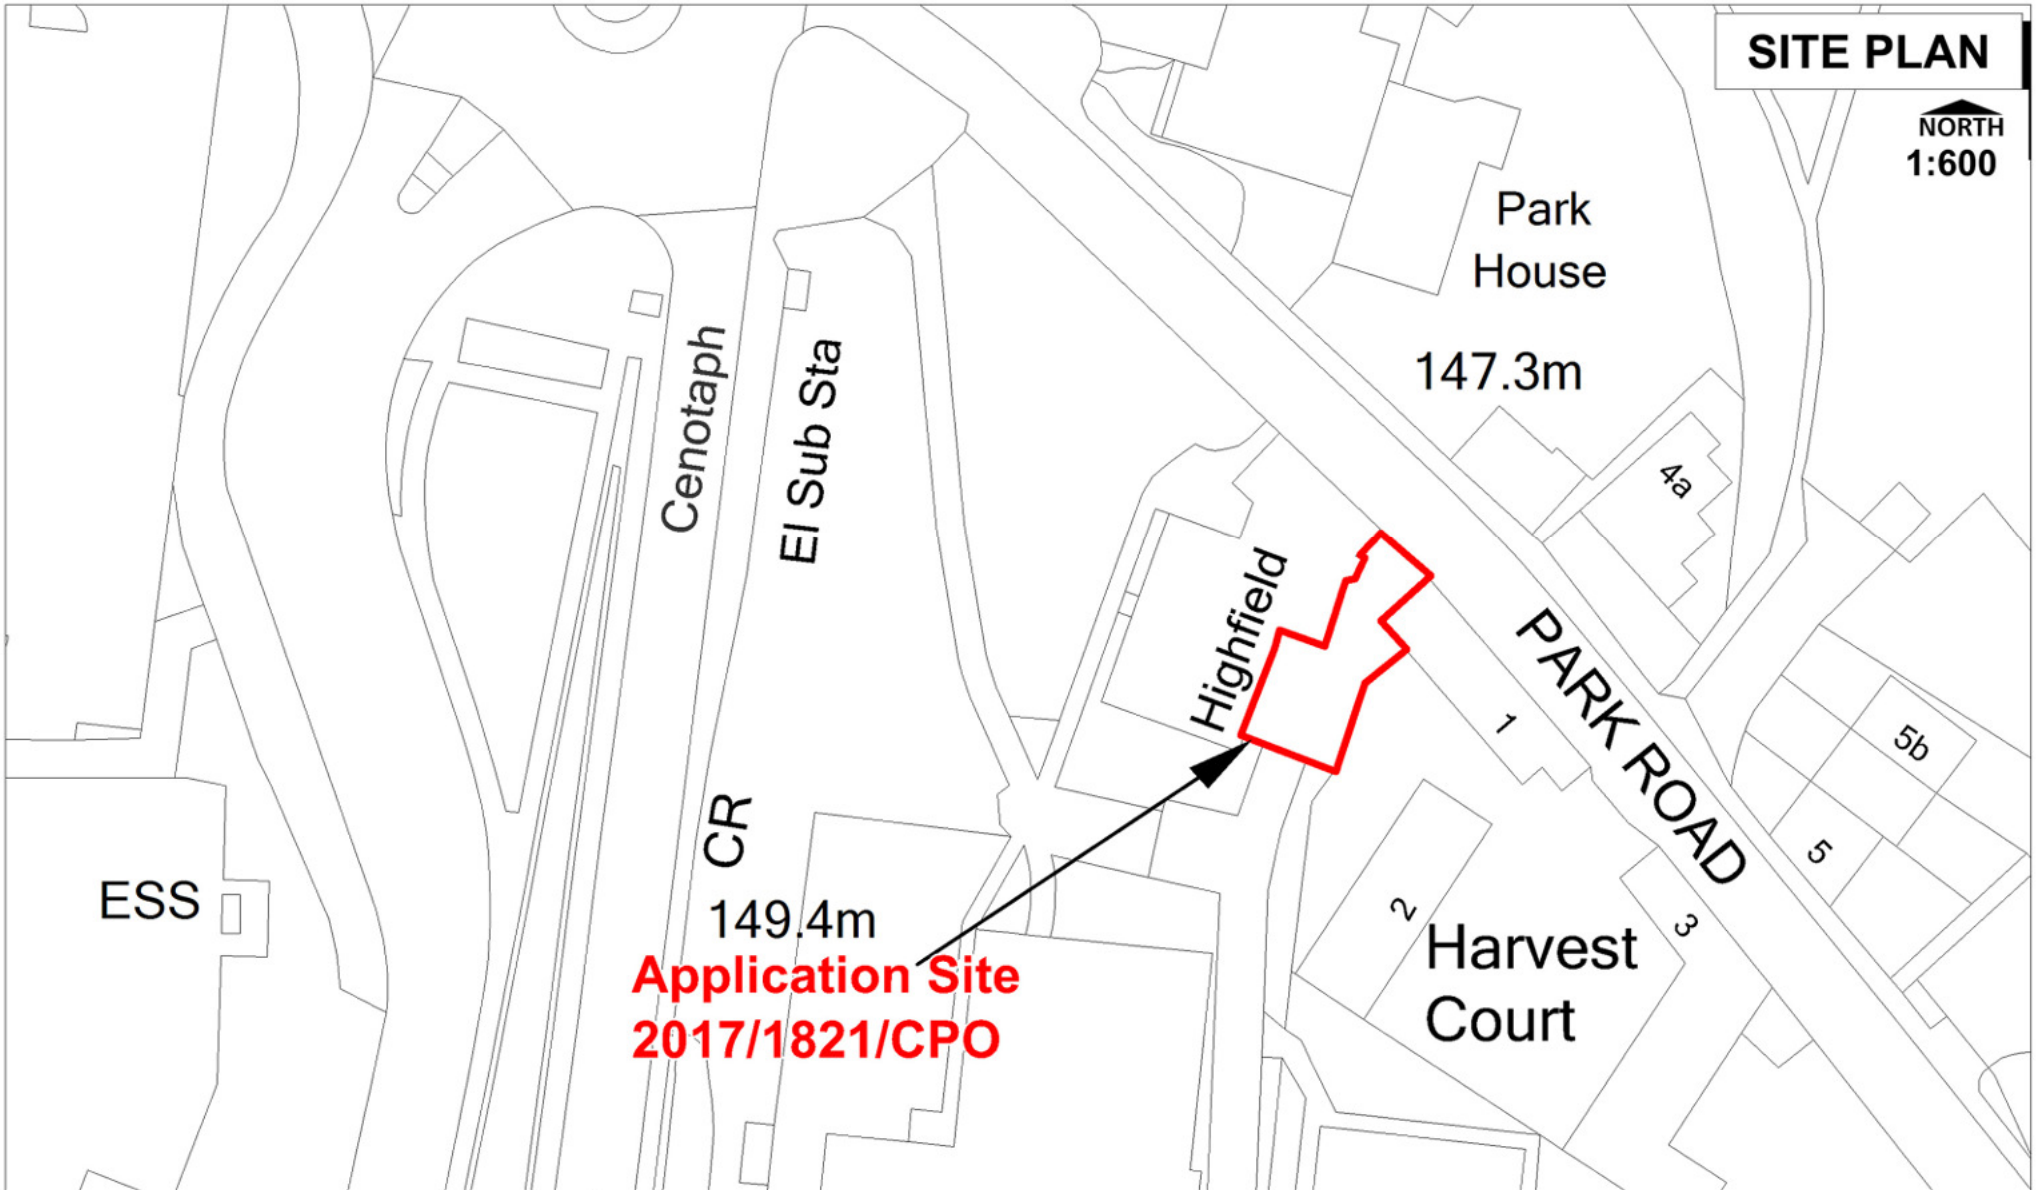 SITE PLAN
NORTH
1:600
Park
House
147.3m
Cenotaph
El Sub Sta
4a
Highfield
PARK ROAD
1
5b
5
CR
2
3
ESS
149.4m
Harvest
Court
Application Site
2017/1821/CPO